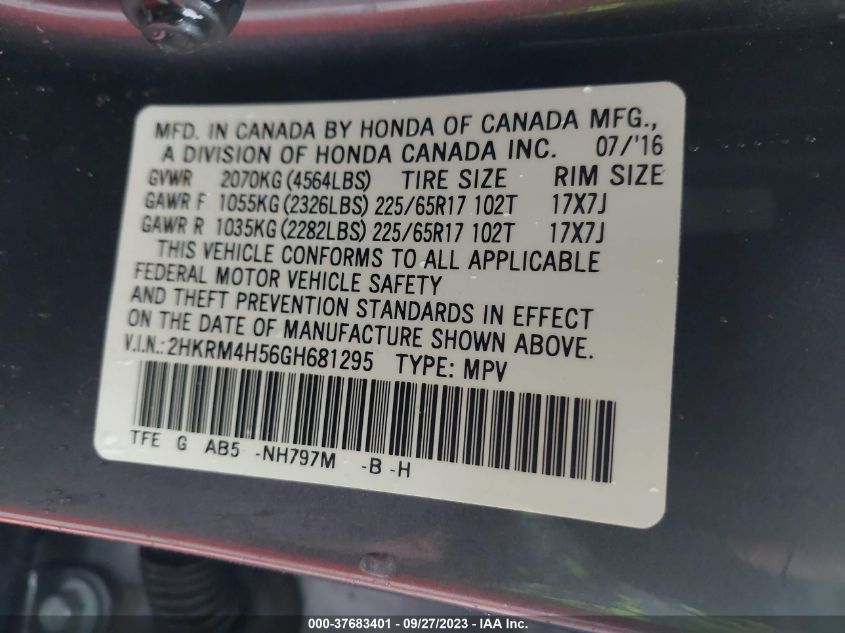 MFD. IN CANADA BY HONDA OF CANADA MFG.,
A DIVISION OF HONDA CANADA INC. 07/'16
GVWR 2070KG(4564LBS) TIRE SIZE RIM SIZE
GAWR F 1055KG(2326LBS) 225/65R17 102T 17X7J
GAWR R 1035KG(2282LBS) 225/65R17 102T 17X7J
THIS VEHICLE CONFORMS TO ALL APPLICABLE
FEDERAL MOTOR VEHICLE SAFETY
AND THEFT PREVENTION STANDARDS IN EFFECT
ON THE DATE OF MANUFACTURE SHOWN ABOVE.
V.I.N.: 2HKRM4H56GH681295 TYPE: MPV
TFE G AB5 -NH797M -B -H
000-37683401 - 09/27/2023 - IAA Inc.